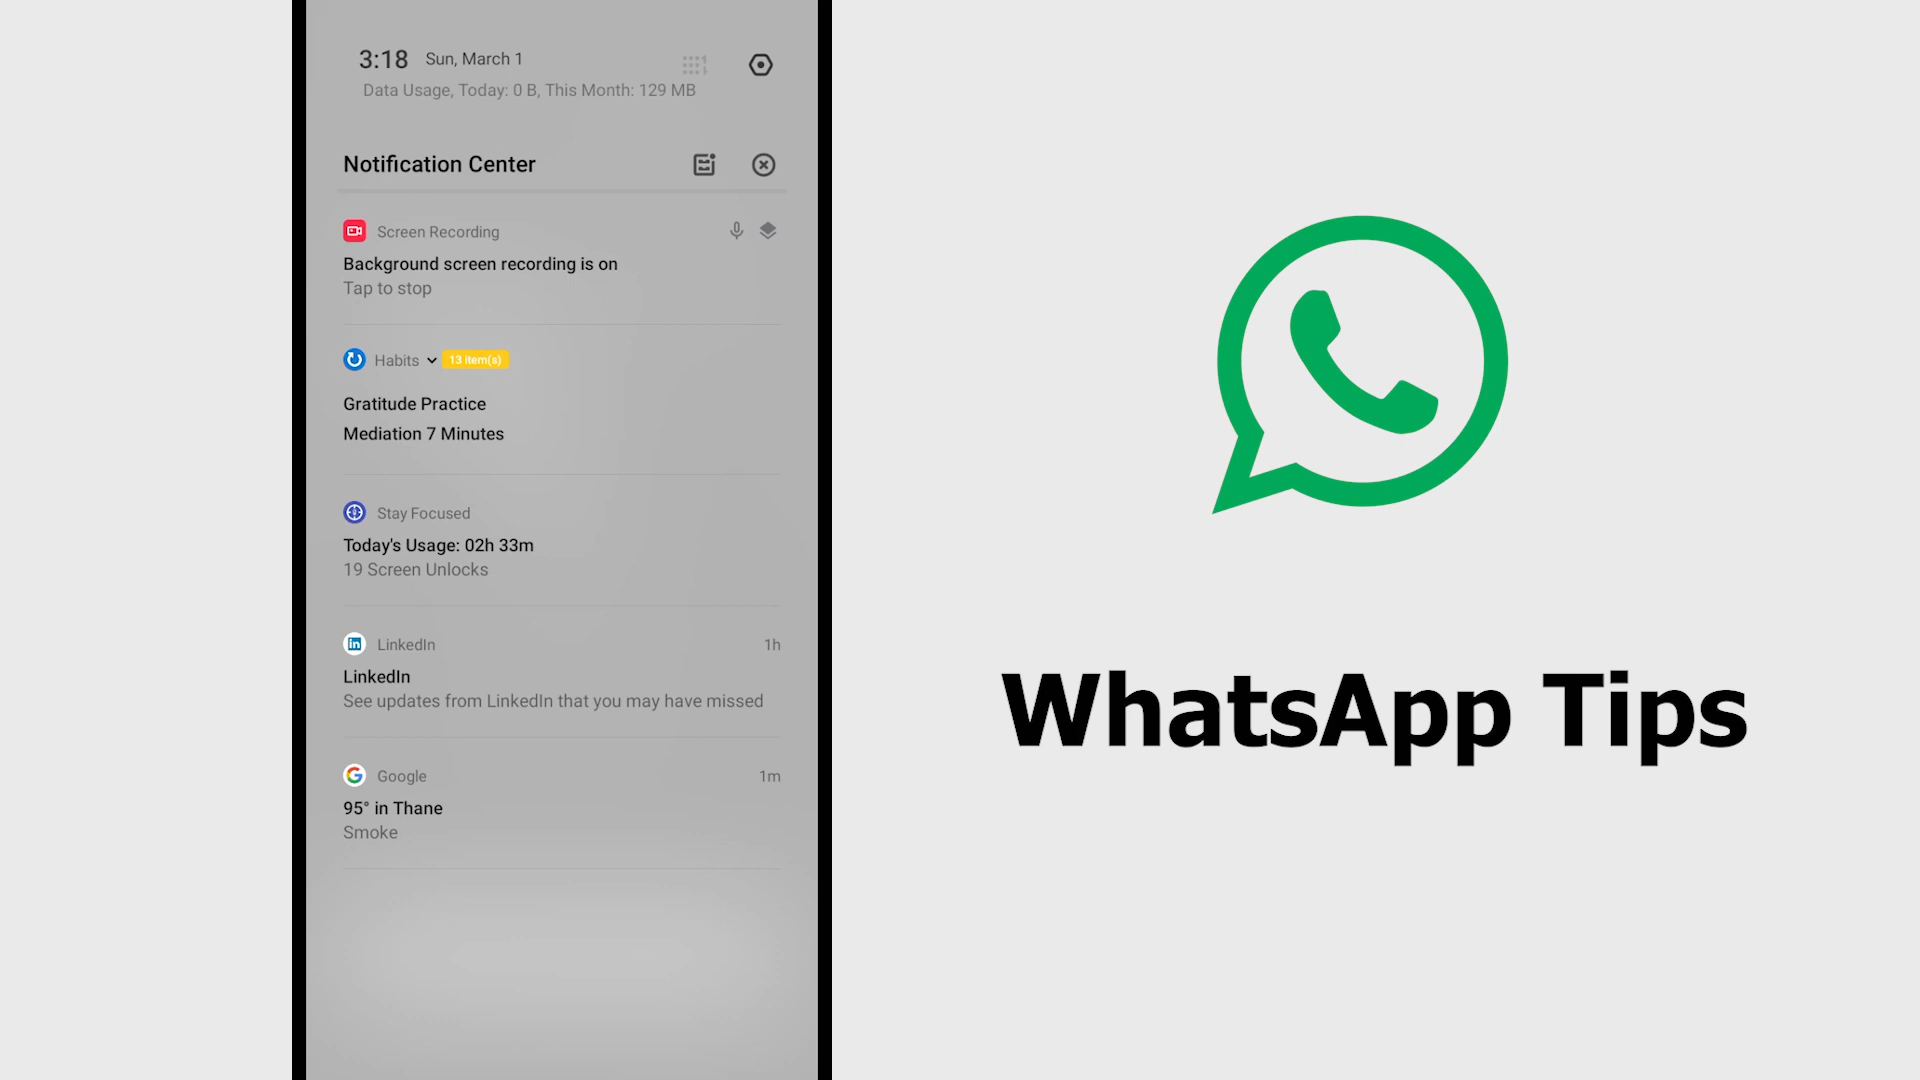 3:18 Sun, March 1
Data Usage, Today: 0 B, This Month: 129 MB
Notification Center
Screen Recording
Background screen recording is on
Tap to stop
Habits 13 item(s)
Gratitude Practice
Mediation 7 Minutes
Stay Focused
Today's Usage: 02h 33m
19 Screen Unlocks
LinkedIn 1h
LinkedIn
See updates from LinkedIn that you may have missed
Google 1m
95° in Thane
Smoke
WhatsApp Tips